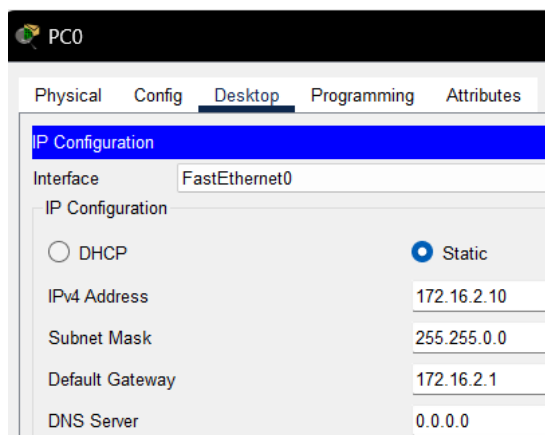 PC0
Physical Config Desktop Programming Attributes
IP Configuration
Interface FastEthernet0
IP Configuration
DHCP Static
IPv4 Address 172.16.2.10
Subnet Mask 255.255.0.0
Default Gateway 172.16.2.1
DNS Server 0.0.0.0